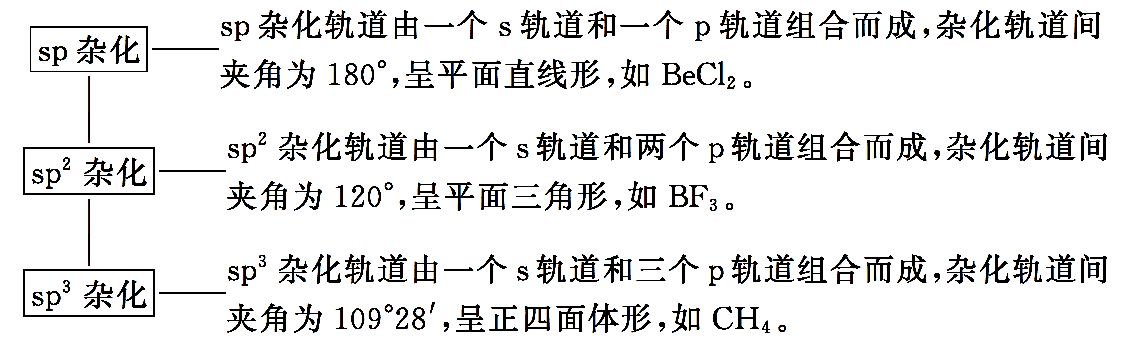 sp 杂化
sp 杂化轨道由一个 s 轨道和一个 p 轨道组合而成,杂化轨道间
夹角为 180°,呈平面直线形,如 BeCl₂。
sp² 杂化
sp² 杂化轨道由一个 s 轨道和两个 p 轨道组合而成,杂化轨道间
夹角为 120°,呈平面三角形,如 BF₃。
sp³ 杂化
sp³ 杂化轨道由一个 s 轨道和三个 p 轨道组合而成,杂化轨道间
夹角为 109°28′,呈正四面体形,如 CH₄。